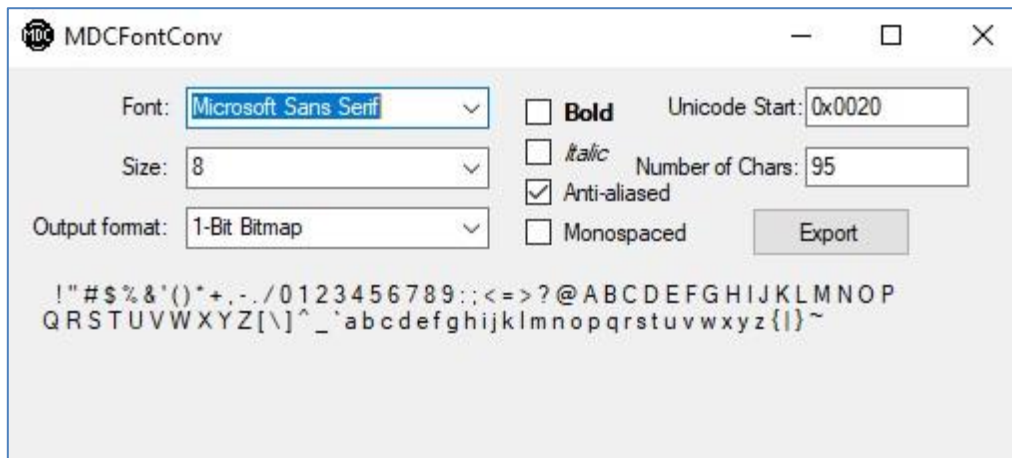 MDC MDCFontConv
Font: Microsoft Sans Serif Bold Unicode Start: 0x0020
Italic
Size: 8 Number of Chars: 95
Anti-aliased
Output format: 1-Bit Bitmap Monospaced Export
!"#$%&'()*+,-./0123456789:;<=>?@ABCDEFGHIJKLMNOP
QRSTUVWXYZ[\]^_`abcdefghijklmnopqrstuvwxyz{|}~